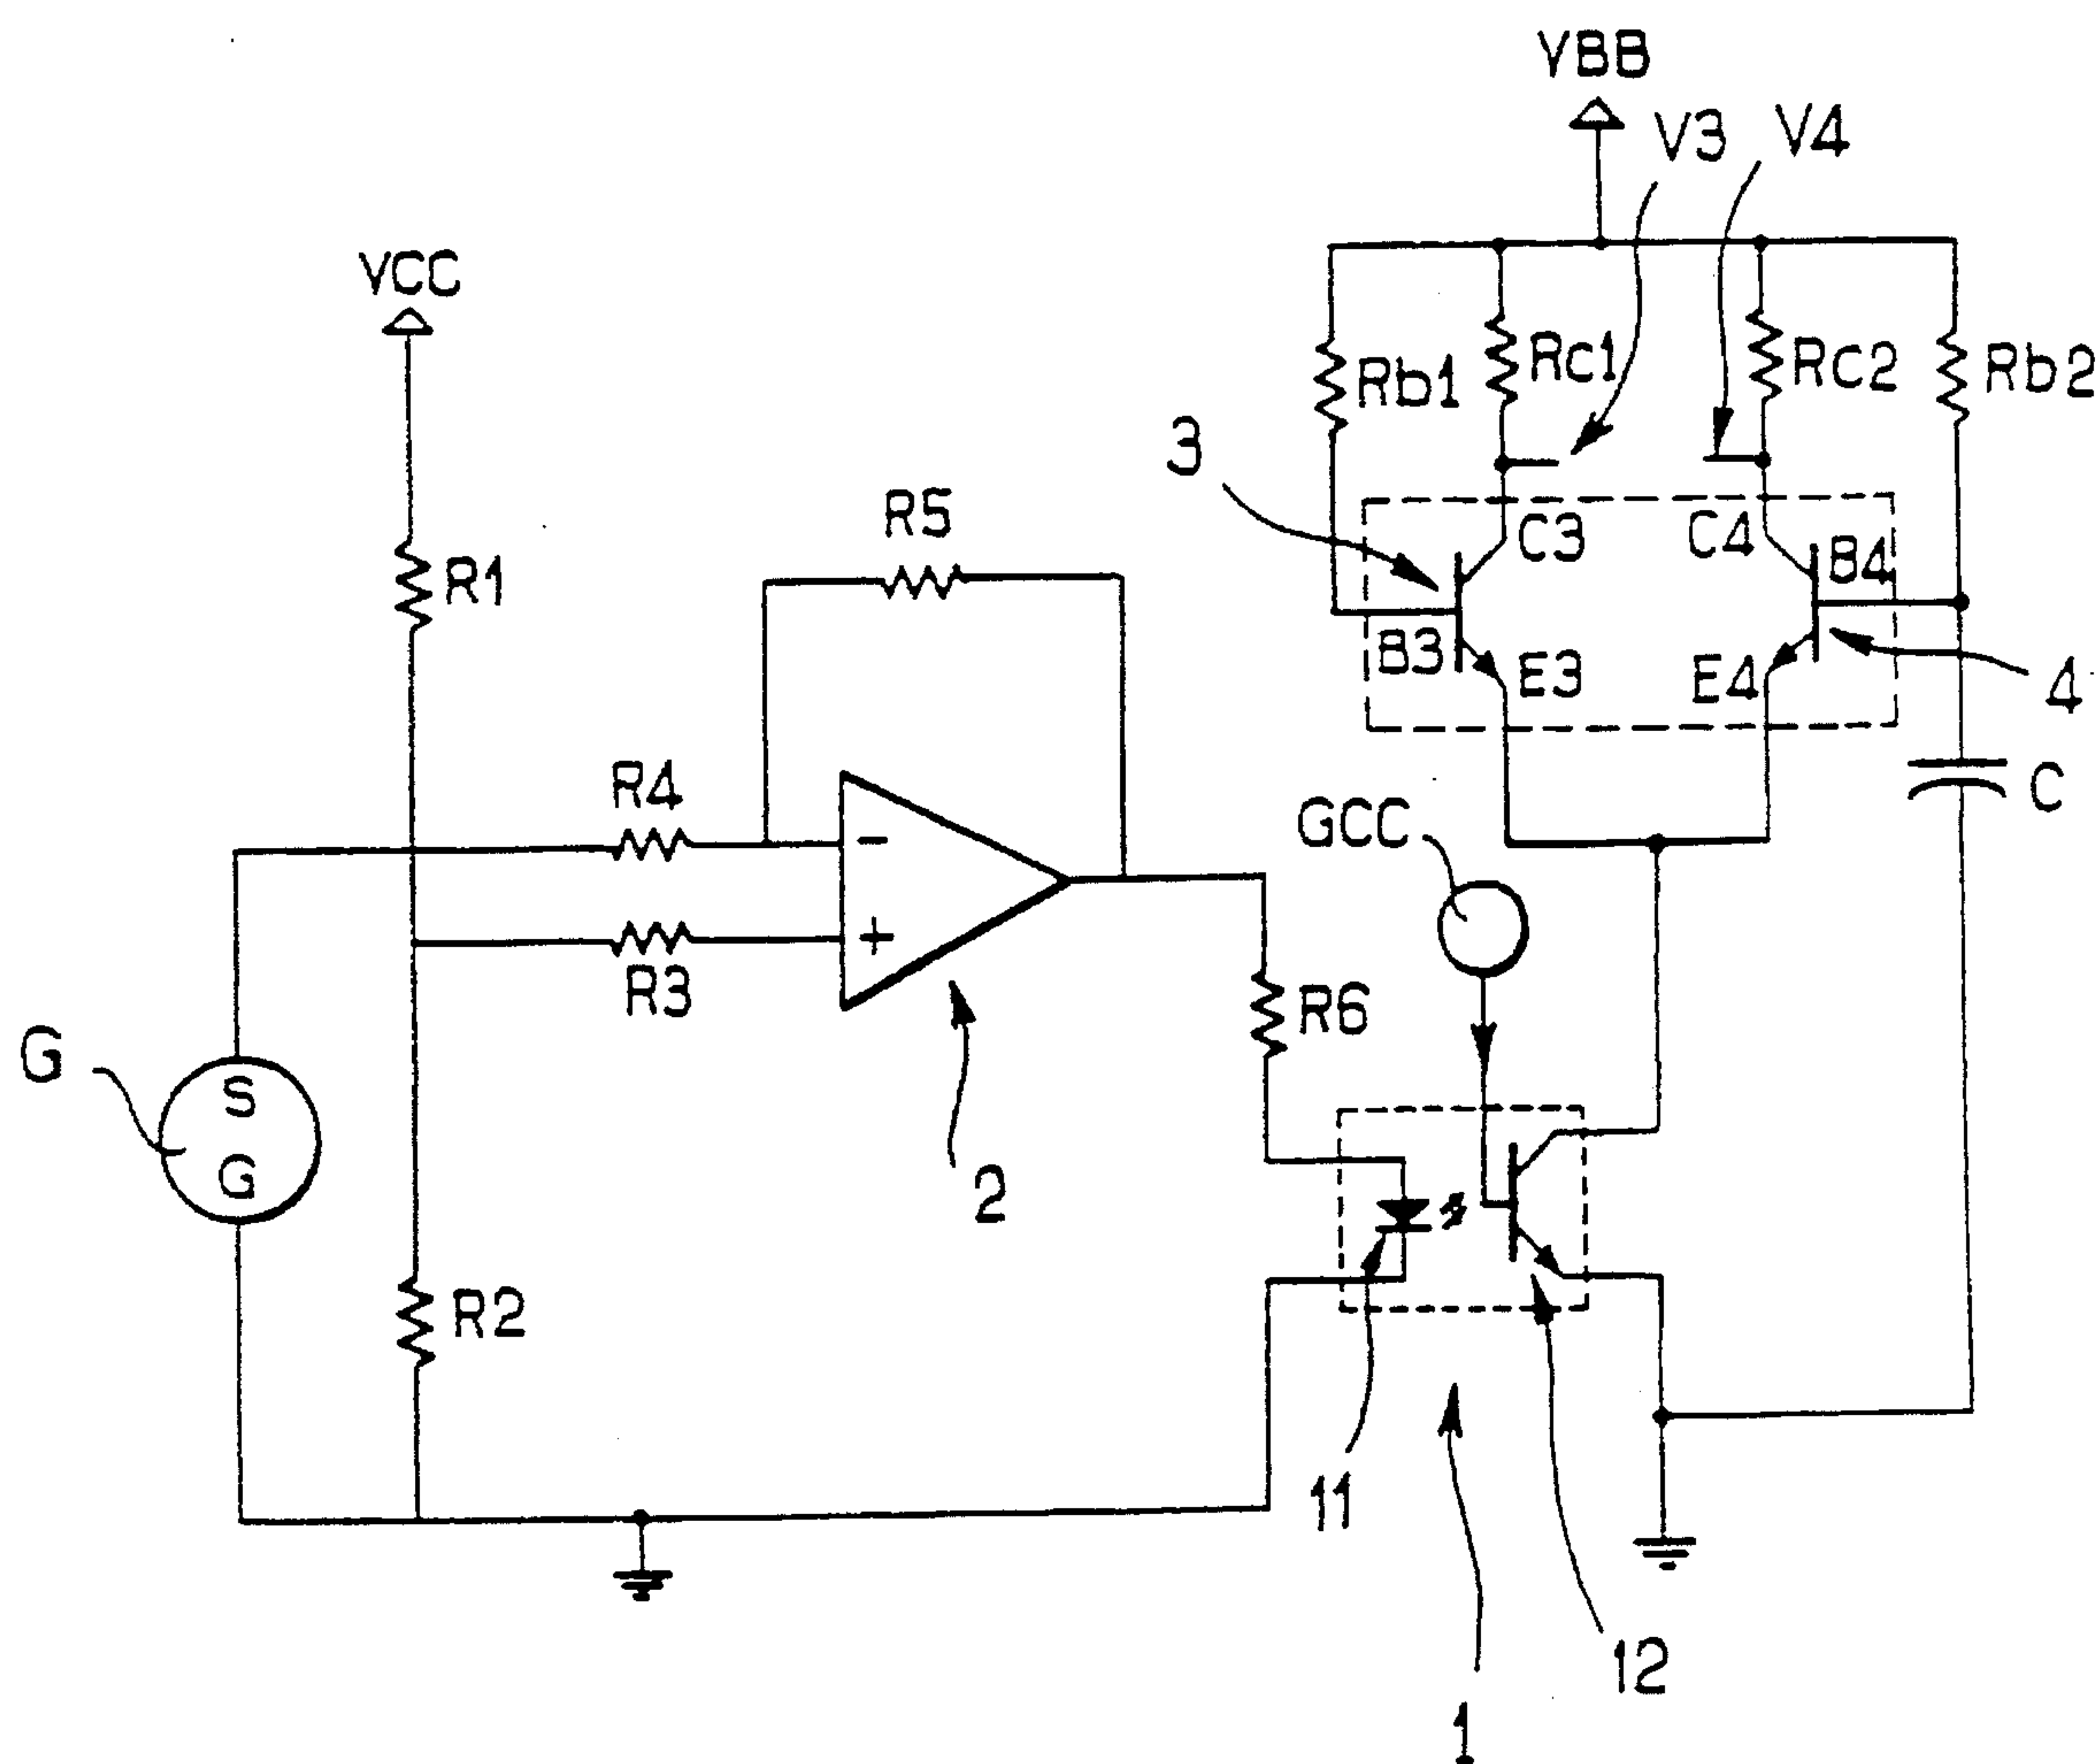 VBB
V3
V4
VCC
Rb1
Rc1
Rc2
Rb2
3
R5
C3
C4
B4
R1
B3
E3
E4
4
R4
GCC
C
-
+
R3
R6
G
S
G
2
R2
11
12
1